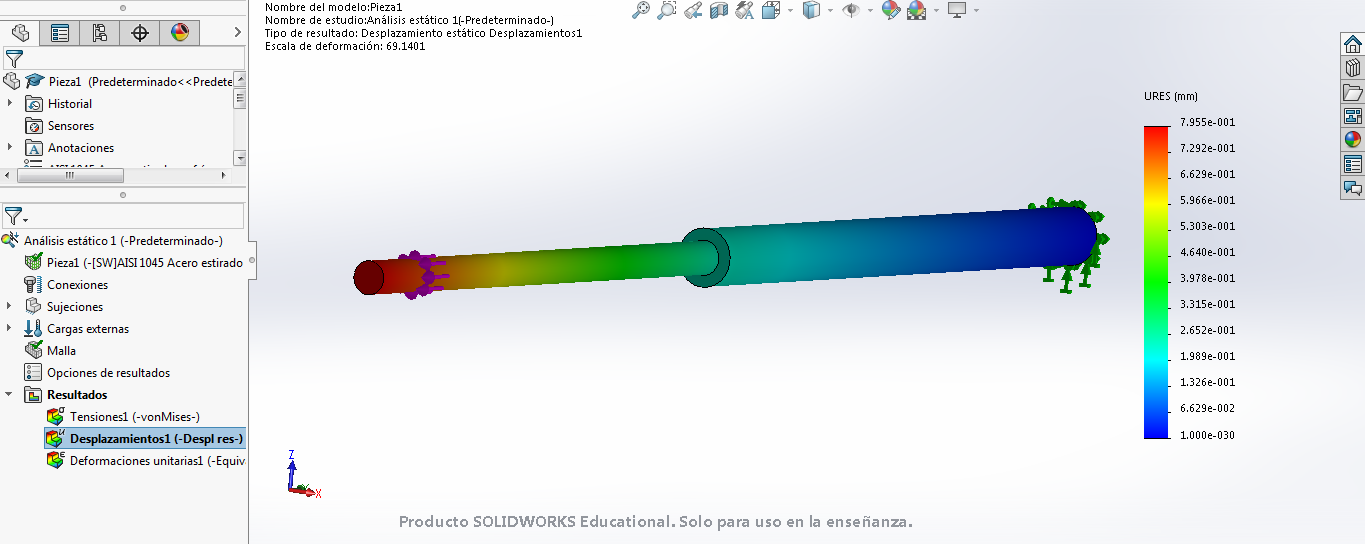 Nombre del modelo:Pieza1
Nombre de estudio:Análisis estático 1(-Predeterminado-)
Tipo de resultado: Desplazamiento estático Desplazamientos1
Escala de deformación: 69.1401
Pieza1 (Predeterminado<<Predete
Historial
Sensores
Anotaciones
Análisis estático 1 (-Predeterminado-)
Pieza1 (-[SW]AISI 1045 Acero estirado
Conexiones
Sujeciones
Cargas externas
Malla
Opciones de resultados
Resultados
Tensiones1 (-vonMises-)
Desplazamientos1 (-Despl res-)
Deformaciones unitarias1 (-Equiv
URES (mm)
7.955e-001
7.292e-001
6.629e-001
5.966e-001
5.303e-001
4.640e-001
3.978e-001
3.315e-001
2.652e-001
1.989e-001
1.326e-001
6.629e-002
1.000e-030
Z
X
Producto SOLIDWORKS Educational. Solo para uso en la enseñanza.